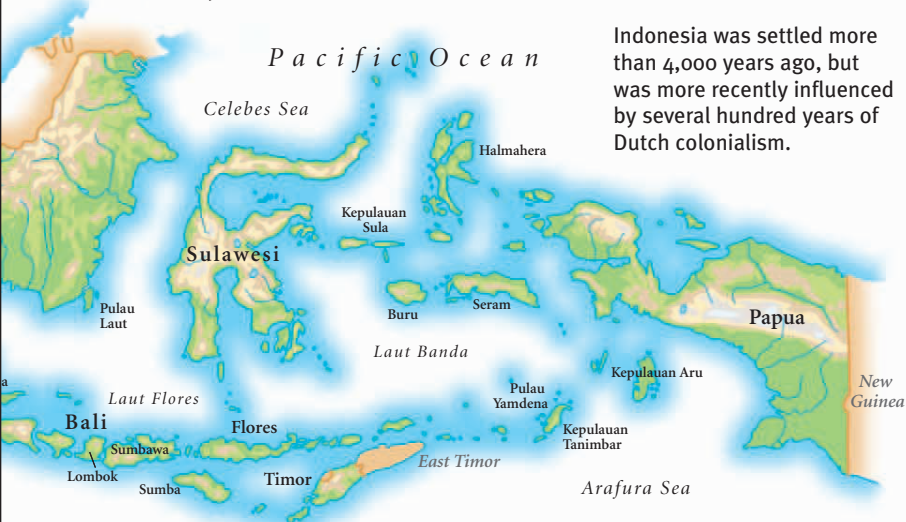 Indonesia was settled more
than 4,000 years ago, but
was more recently influenced
by several hundred years of
Dutch colonialism.
Pacific Ocean
Celebes Sea
Halmahera
Kepulauan
Sula
Sulawesi
Pulau
Laut
Buru
Seram
Papua
Laut Banda
Kepulauan Aru
New
Guinea
a
Laut Flores
Pulau
Yamdena
Bali
Flores
Kepulauan
Tanimbar
Sumbawa
Lombok
Sumba
Timor
East Timor
Arafura Sea